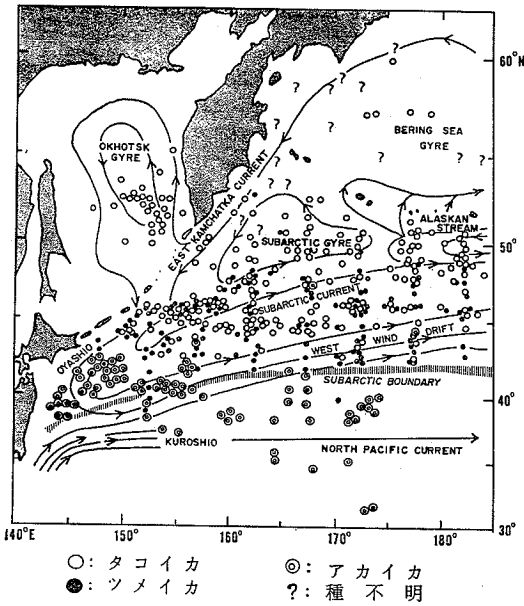 60°N
OKHOTSK
GYRE
BERING SEA
GYRE
EAST KAMCHATKA CURRENT
ALASKAN
STREAM
50°
SUBARCTIC GYRE
SUBARCTIC CURRENT
OYASHIO
WEST WIND DRIFT
SUBARCTIC BOUNDARY
40°
KUROSHIO
NORTH PACIFIC CURRENT
30°
140°E 150° 160° 170° 180°
○: タコイカ ◎: アカイカ
●: ツメイカ ?: 種不明